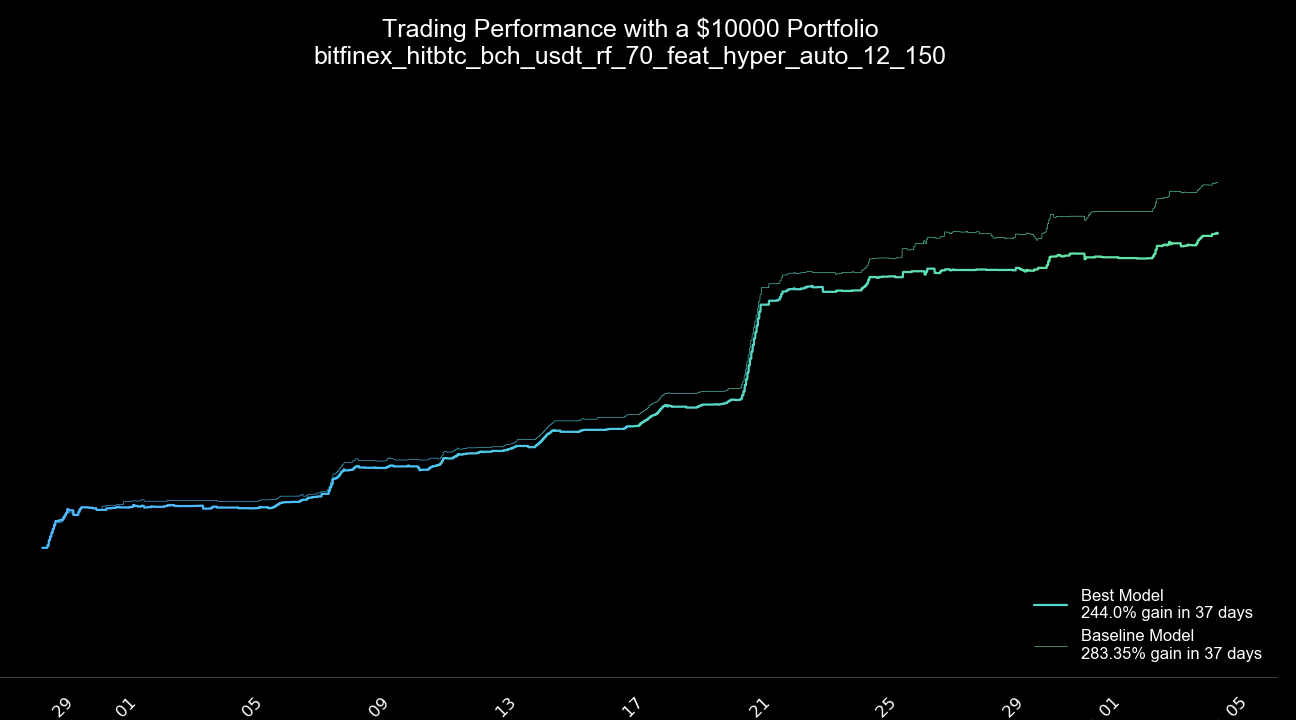 Trading Performance with a $10000 Portfolio
bitfinex_hitbtc_bch_usdt_rf_70_feat_hyper_auto_12_150
Best Model
244.0% gain in 37 days
Baseline Model
283.35% gain in 37 days
29 01 05 09 13 17 21 25 29 01 05